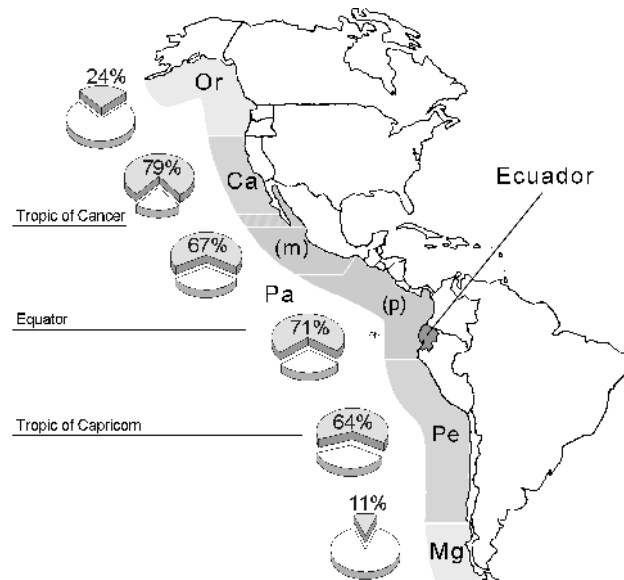 Or
24%
Ca
79%
Ecuador
Tropic of Cancer
(m)
67%
Pa
(p)
Equator
71%
Tropic of Capricorn
64%
Pe
11%
Mg